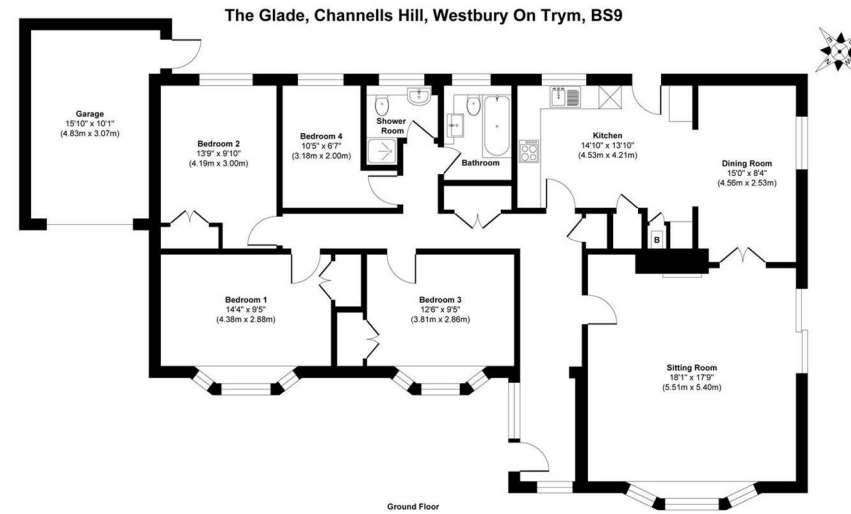 The Glade, Channells Hill, Westbury On Trym, BS9
Garage
15'10" x 10'1"
(4.83m x 3.07m)
Bedroom 2
13'9" x 9'10"
(4.19m x 3.00m)
Bedroom 4
10'5" x 6'7"
(3.18m x 2.00m)
Shower
Room
Bathroom
Kitchen
14'10" x 13'10"
(4.53m x 4.21m)
Dining Room
15'0" x 8'4"
(4.56m x 2.53m)
B
Bedroom 1
14'4" x 9'5"
(4.38m x 2.88m)
Bedroom 3
12'6" x 9'5"
(3.81m x 2.86m)
Sitting Room
18'1" x 17'9"
(5.51m x 5.40m)
Ground Floor